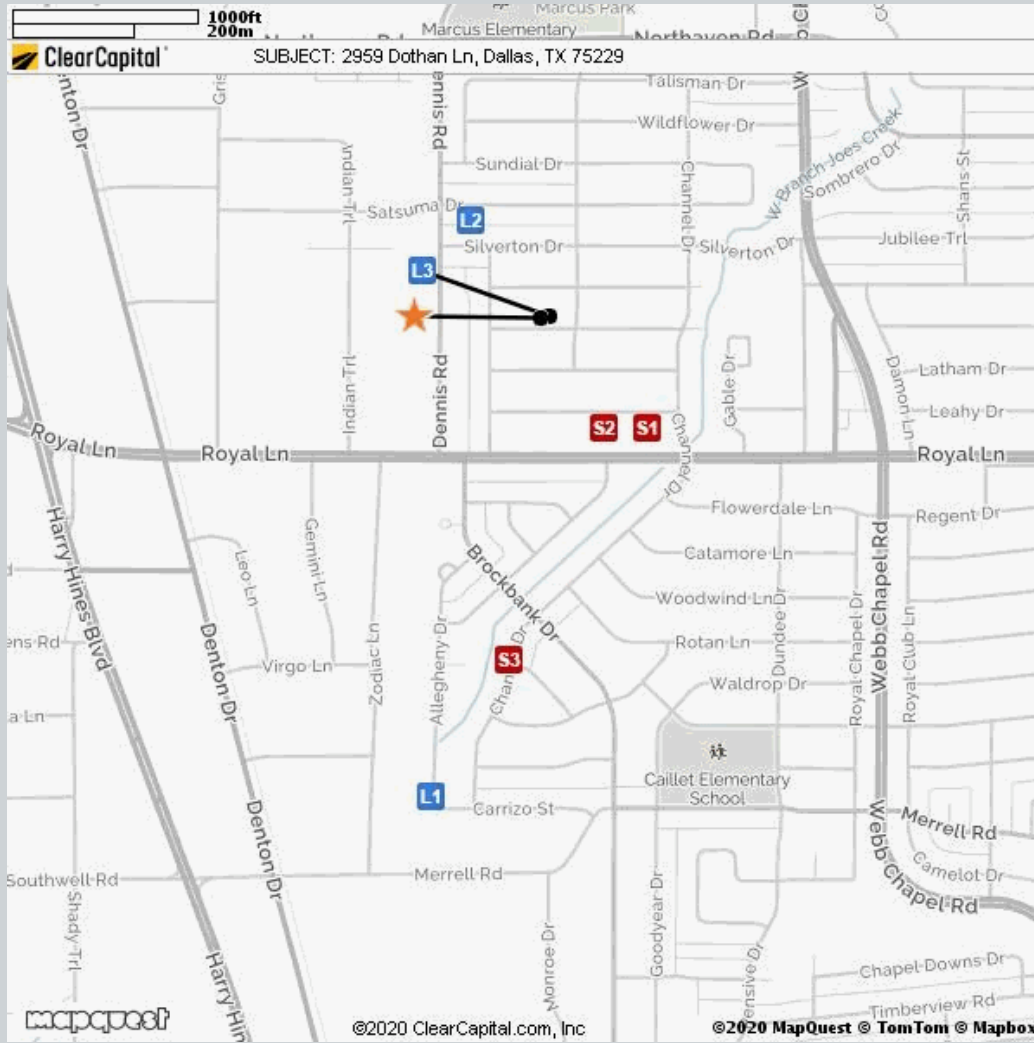 1000ft
200m
Marcus Park
Marcus Elementary
Northaven Rd
ClearCapital
SUBJECT: 2959 Dothan Ln, Dallas, TX 75229
Talisman Dr
Wildflower Dr
Sundial Dr
Indian Trl
Channel Dr
W Branch Joes Creek
Sombrero Dr
Shans St
Satsuma Dr
L2
Silverton Dr
Silverton Dr
Jubilee Trl
L3
Indian Trl
Dennis Rd
Gable Dr
Damon Ln
Latham Dr
Leahy Dr
S2
S1
Channel Dr
Royal Ln
Royal Ln
Royal Ln
Flowerdale Ln
Regent Dr
Harry Hines Blvd
Gemini Ln
Leo Ln
Brockbank Dr
Catamore Ln
Woodwind Ln
Dundee Dr
Royal Chapel Dr
Webb Chapel Rd
Royal Club Ln
Denton Dr
Zodiac Ln
Allegheny Dr
Rotan Ln
Virgo Ln
S3
Waldrop Dr
Caillet Elementary
School
L1
Carrizo St
Denton Dr
Merrell Rd
Webb Chapel Rd
Camelot Dr
Southwell Rd
Merrell Rd
Shady Trl
Goodyear Dr
Monroe Dr
Chapel Downs Dr
Timberview Rd
mapquest
©2020 ClearCapital.com, Inc
©2020 MapQuest © TomTom © Mapbox